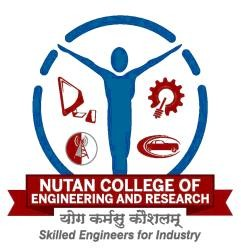 NUTAN COLLEGE OF
ENGINEERING AND RESEARCH
योग कर्मसु कौशलम्
Skilled Engineers for Industry